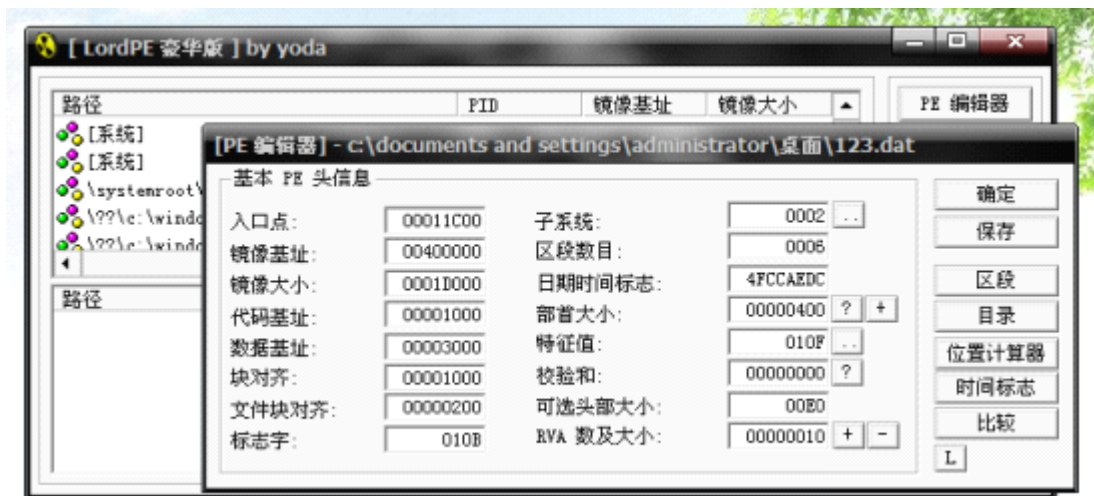 [ LordPE 豪华版 ] by yoda
路径 PID 镜像基址 镜像大小
PE 编辑器
[系统]
[系统]
\systemroot\
\??\c:\windo
\??\c:\windo
路径
[PE 编辑器] - c:\documents and settings\administrator\桌面\123.dat
基本 PE 头信息
入口点: 00011C00 子系统: 0002 ..
镜像基址: 00400000 区段数目: 0006
镜像大小: 0001D000 日期时间标志: 4FCCAEDC
代码基址: 00001000 部首大小: 00000400 ? +
数据基址: 00003000 特征值: 010F ..
块对齐: 00001000 校验和: 00000000 ?
文件块对齐: 00000200 可选头部大小: 00E0
标志字: 010B RVA 数及大小: 00000010 + -
确定
保存
区段
目录
位置计算器
时间标志
比较
L